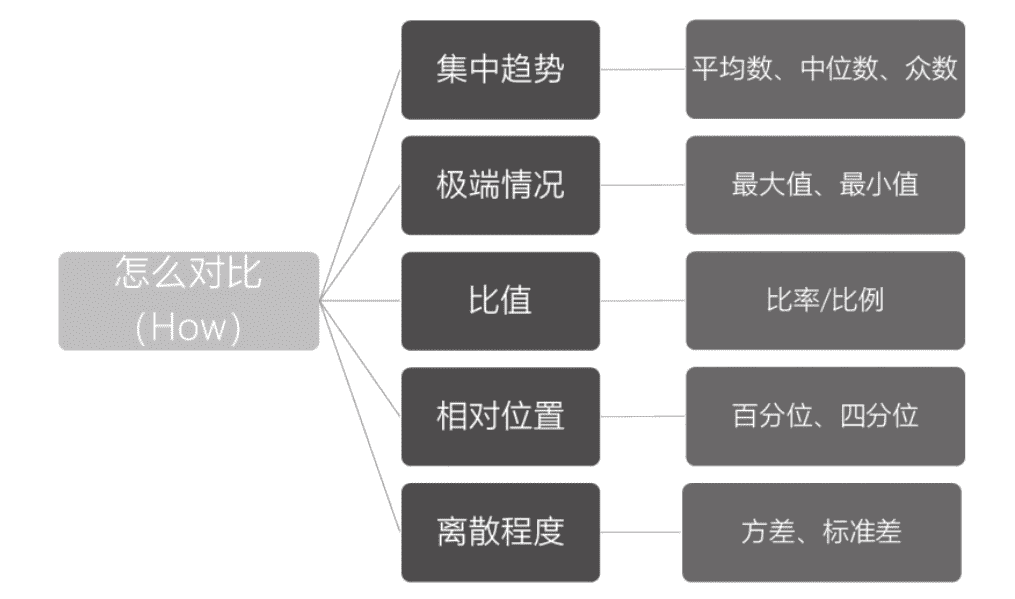 怎么对比
（How）
集中趋势
平均数、中位数、众数
极端情况
最大值、最小值
比值
比率/比例
相对位置
百分位、四分位
离散程度
方差、标准差